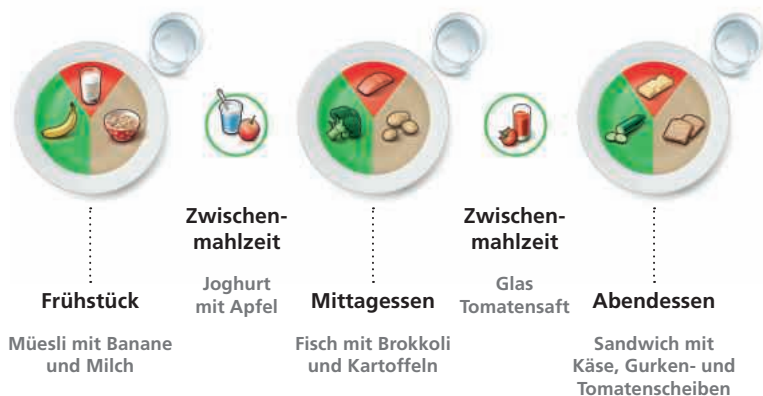 Frühstück
Müesli mit Banane
und Milch
Zwischen-
mahlzeit
Joghurt
mit Apfel
Mittagessen
Fisch mit Brokkoli
und Kartoffeln
Zwischen-
mahlzeit
Glas
Tomatensaft
Abendessen
Sandwich mit
Käse, Gurken- und
Tomatenscheiben